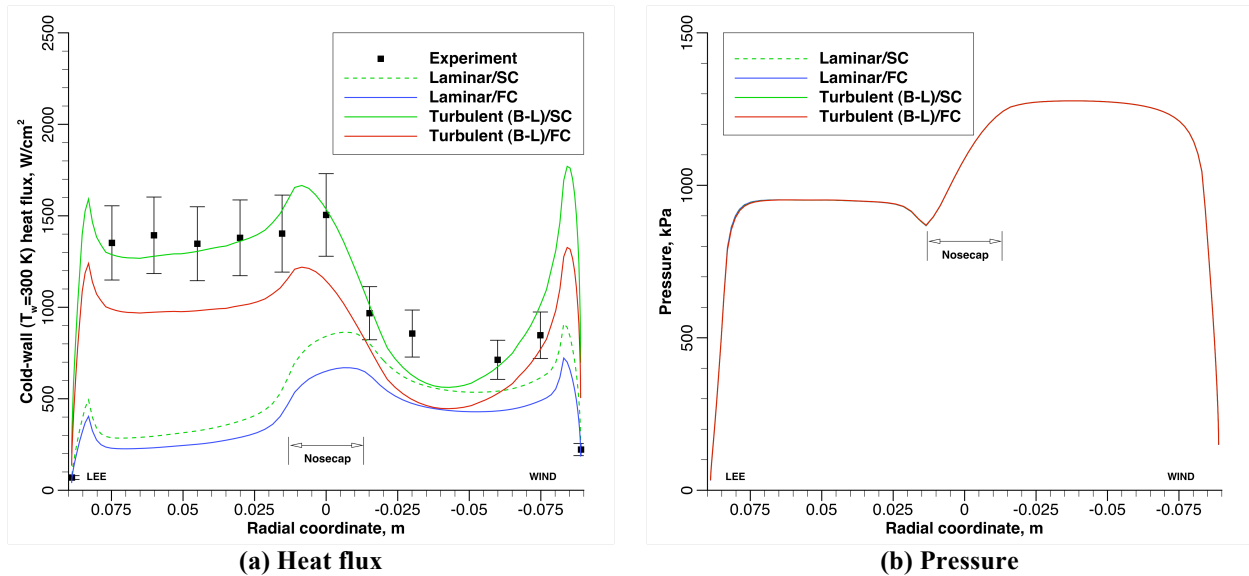 2500
2000
1500
1000
500
0
Cold-wall (Tw=300 K) heat flux, W/cm2
Experiment
Laminar/SC
Laminar/FC
Turbulent (B-L)/SC
Turbulent (B-L)/FC
Nosecap
LEE
WIND
0.075
0.05
0.025
0
-0.025
-0.05
-0.075
Radial coordinate, m
(a) Heat flux
1500
1000
500
0
Pressure, kPa
Laminar/SC
Laminar/FC
Turbulent (B-L)/SC
Turbulent (B-L)/FC
Nosecap
LEE
WIND
0.075
0.05
0.025
0
-0.025
-0.05
-0.075
Radial coordinate, m
(b) Pressure